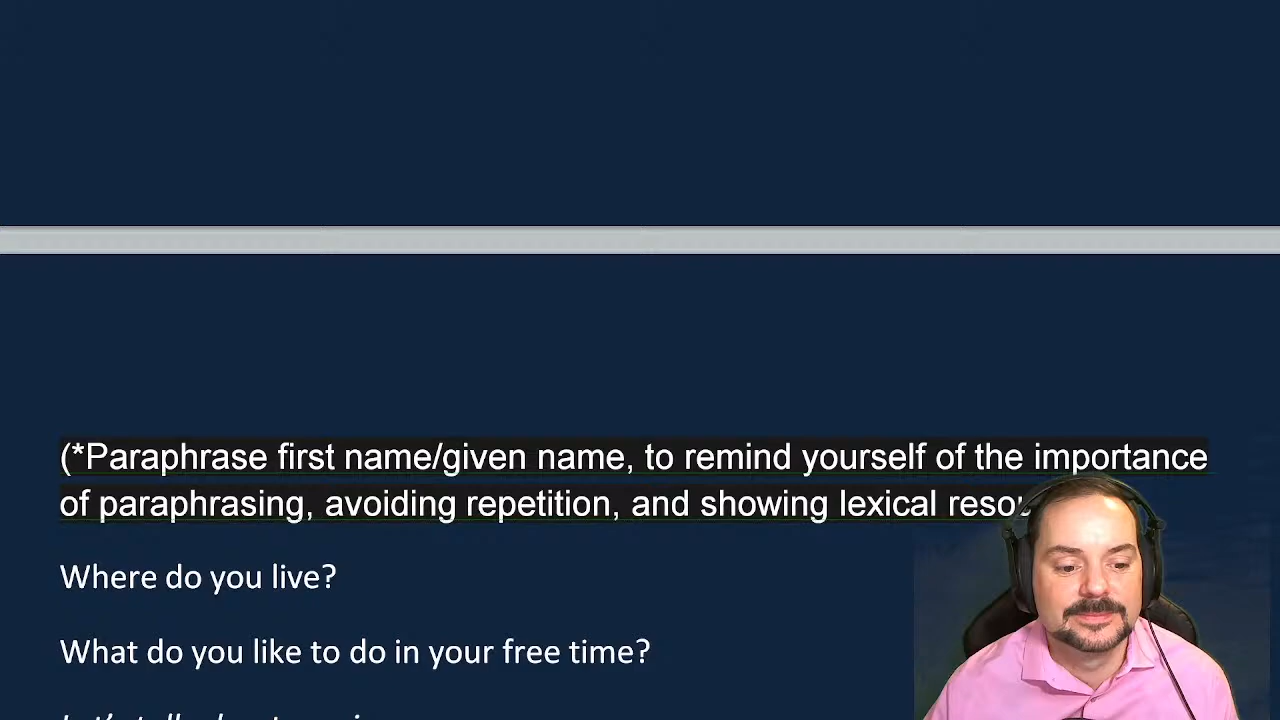 (*Paraphrase first name/given name, to remind yourself of the importance
of paraphrasing, avoiding repetition, and showing lexical
Where do you live?
What do you like to do in your free time?